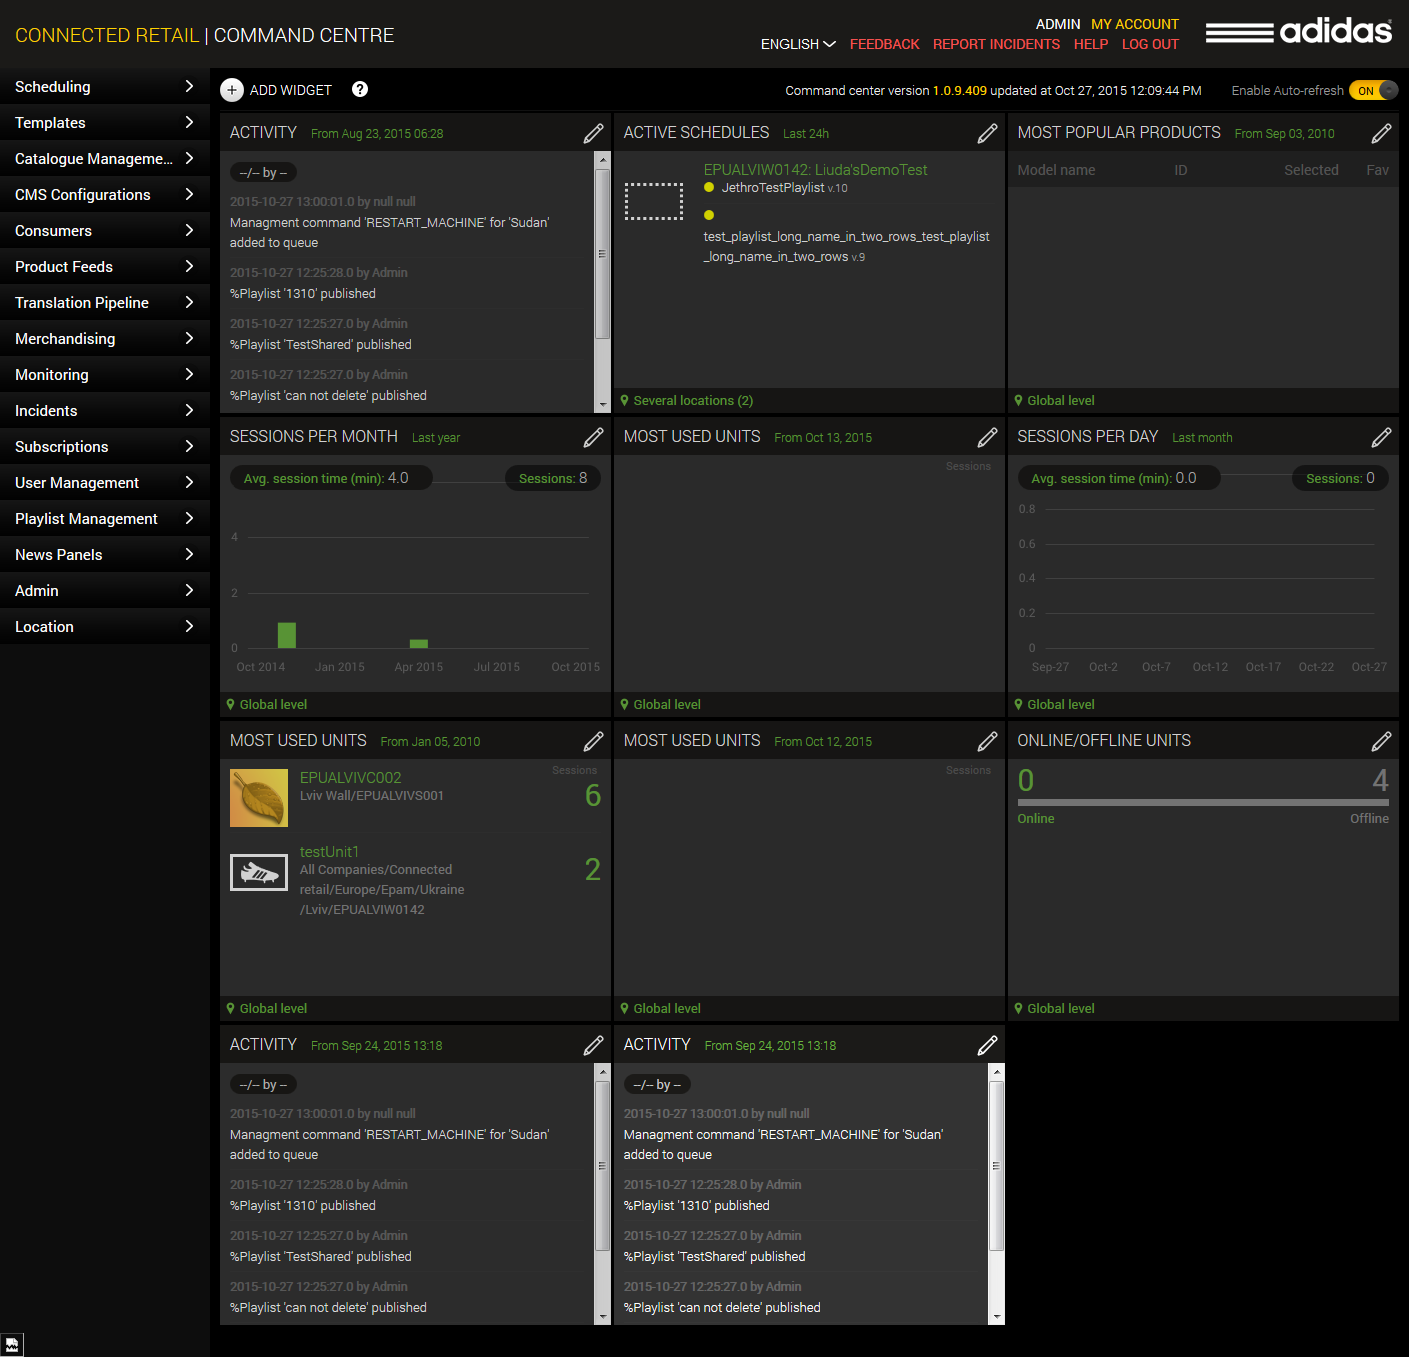 CONNECTED RETAIL | COMMAND CENTRE
ADMIN MY ACCOUNT
ENGLISH FEEDBACK REPORT INCIDENTS HELP LOG OUT
adidas
Scheduling
Templates
Catalogue Manageme...
CMS Configurations
Consumers
Product Feeds
Translation Pipeline
Merchandising
Monitoring
Incidents
Subscriptions
User Management
Playlist Management
News Panels
Admin
Location
+ ADD WIDGET ?
Command center version 1.0.9.409 updated at Oct 27, 2015 12:09:44 PM
Enable Auto-refresh ON
ACTIVITY From Aug 23, 2015 06:28
--/-- by --
2015-10-27 13:00:01.0 by null null
Managment command 'RESTART_MACHINE' for 'Sudan'
added to queue
2015-10-27 12:25:28.0 by Admin
%Playlist '1310' published
2015-10-27 12:25:27.0 by Admin
%Playlist 'TestShared' published
2015-10-27 12:25:27.0 by Admin
%Playlist 'can not delete' published
ACTIVE SCHEDULES Last 24h
EPUALVIW0142: Liuda'sDemoTest
JethroTestPlaylist v.10
test_playlist_long_name_in_two_rows_test_playlist
_long_name_in_two_rows v.9
Several locations (2)
MOST POPULAR PRODUCTS From Sep 03, 2010
Model name ID Selected Fav
Global level
SESSIONS PER MONTH Last year
Avg. session time (min): 4.0 Sessions: 8
4
2
0
Oct 2014 Jan 2015 Apr 2015 Jul 2015 Oct 2015
Global level
MOST USED UNITS From Oct 13, 2015
Sessions
Global level
SESSIONS PER DAY Last month
Avg. session time (min): 0.0 Sessions: 0
0.8
0.6
0.4
0.2
0
Sep-27 Oct-2 Oct-7 Oct-12 Oct-17 Oct-22 Oct-27
Global level
MOST USED UNITS From Jan 05, 2010
Sessions
EPUALVIVC002
Lviv Wall/EPUALVIVS001
6
testUnit1
All Companies/Connected
retail/Europe/Epam/Ukraine
/Lviv/EPUALVIW0142
2
Global level
MOST USED UNITS From Oct 12, 2015
Sessions
Global level
ONLINE/OFFLINE UNITS
0 4
Online Offline
Global level
ACTIVITY From Sep 24, 2015 13:18
--/-- by --
2015-10-27 13:00:01.0 by null null
Managment command 'RESTART_MACHINE' for 'Sudan'
added to queue
2015-10-27 12:25:28.0 by Admin
%Playlist '1310' published
2015-10-27 12:25:27.0 by Admin
%Playlist 'TestShared' published
2015-10-27 12:25:27.0 by Admin
%Playlist 'can not delete' published
ACTIVITY From Sep 24, 2015 13:18
--/-- by --
2015-10-27 13:00:01.0 by null null
Managment command 'RESTART_MACHINE' for 'Sudan'
added to queue
2015-10-27 12:25:28.0 by Admin
%Playlist '1310' published
2015-10-27 12:25:27.0 by Admin
%Playlist 'TestShared' published
2015-10-27 12:25:27.0 by Admin
%Playlist 'can not delete' published